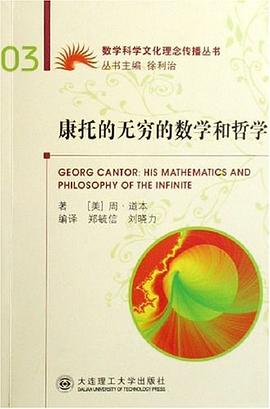 03
数学科学文化理念传播丛书
丛书主编 徐利治
康托的无穷的数学和哲学
GEORG CANTOR: HIS MATHEMATICS AND
PHILOSOPHY OF THE INFINITE
著 [美] 周·道本
编译 郑毓信 刘晓力
大连理工大学出版社
DALIAN UNIVERSITY OF TECHNOLOGY PRESS